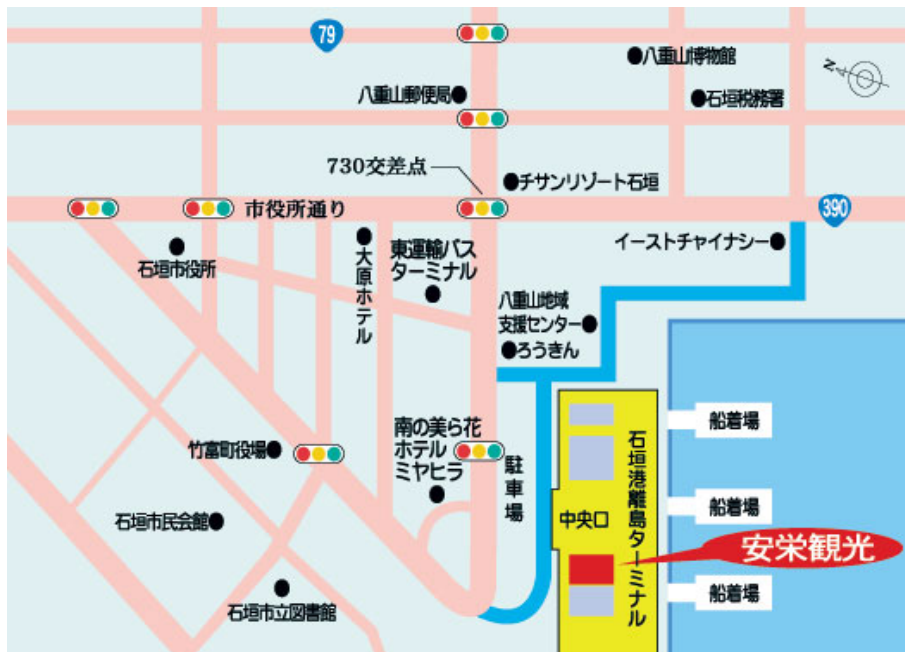 79
八重山博物館
N
八重山郵便局
石垣税務署
730交差点
チサンリゾート石垣
市役所通り
390
石垣市役所
大原ホテル
東運輸バス
ターミナル
イーストチャイナシー
八重山地域
支援センター
ろうきん
竹富町役場
南の美ら花
ホテル
ミヤヒラ
駐車場
石垣港離島ターミナル
船着場
石垣市民会館
中央口
船着場
安栄観光
石垣市立図書館
船着場